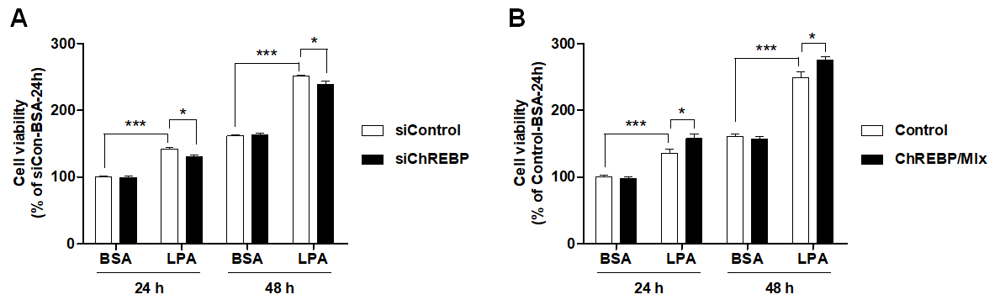 A
Cell viability
(% of siCon-BSA-24h)
300
200
100
0
***
*
***
*
BSA
LPA
BSA
LPA
24 h
48 h
siControl
siChREBP
B
Cell viability
(% of Control-BSA-24h)
300
200
100
0
***
*
***
*
BSA
LPA
BSA
LPA
24 h
48 h
Control
ChREBP/Mlx